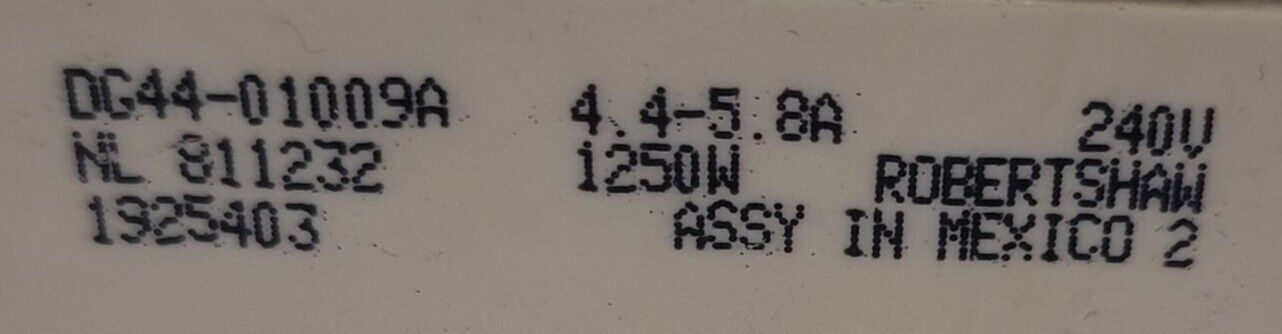 DG44-01009A 4.4-5.8A 240V
NL 811232 1250W ROBERTSHAW
1925403 ASSY IN MEXICO 2